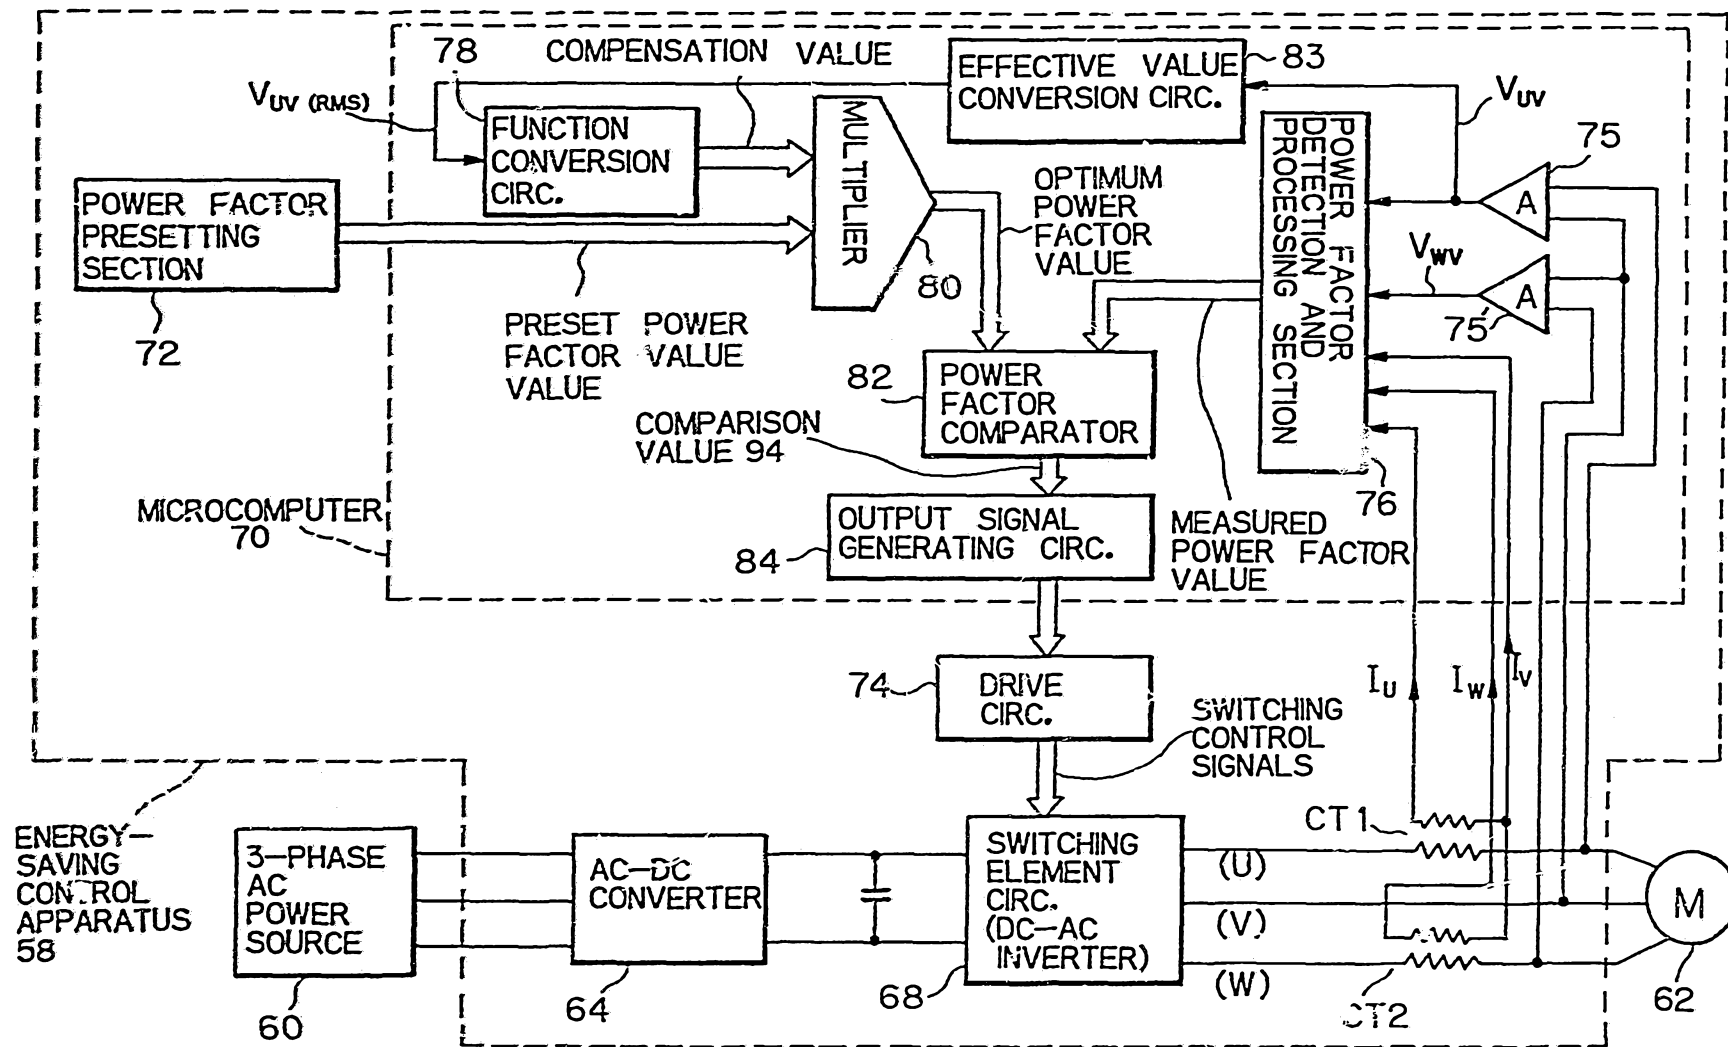 78
COMPENSATION VALUE
EFFECTIVE VALUE
CONVERSION CIRC.
83
VUV (RMS)
FUNCTION
CONVERSION
CIRC.
MULTIPLIER
80
VUV
75
A
POWER FACTOR
PRESETTING
SECTION
72
OPTIMUM
POWER
FACTOR
VALUE
POWER FACTOR
DETECTION AND
PROCESSING SECTION
76
VWV
75
A
PRESET POWER
FACTOR VALUE
VALUE
82
POWER
FACTOR
COMPARATOR
COMPARISON
VALUE 94
MICROCOMPUTER
70
OUTPUT SIGNAL
GENERATING CIRC.
84
MEASURED
POWER FACTOR
VALUE
74
DRIVE
CIRC.
IU
IW
IV
SWITCHING
CONTROL
SIGNALS
ENERGY-
SAVING
CONTROL
APPARATUS
58
3-PHASE
AC
POWER
SOURCE
60
AC-DC
CONVERTER
64
SWITCHING
ELEMENT
CIRC.
(DC-AC
INVERTER)
68
CT1
(U)
(V)
(W)
CT2
M
62